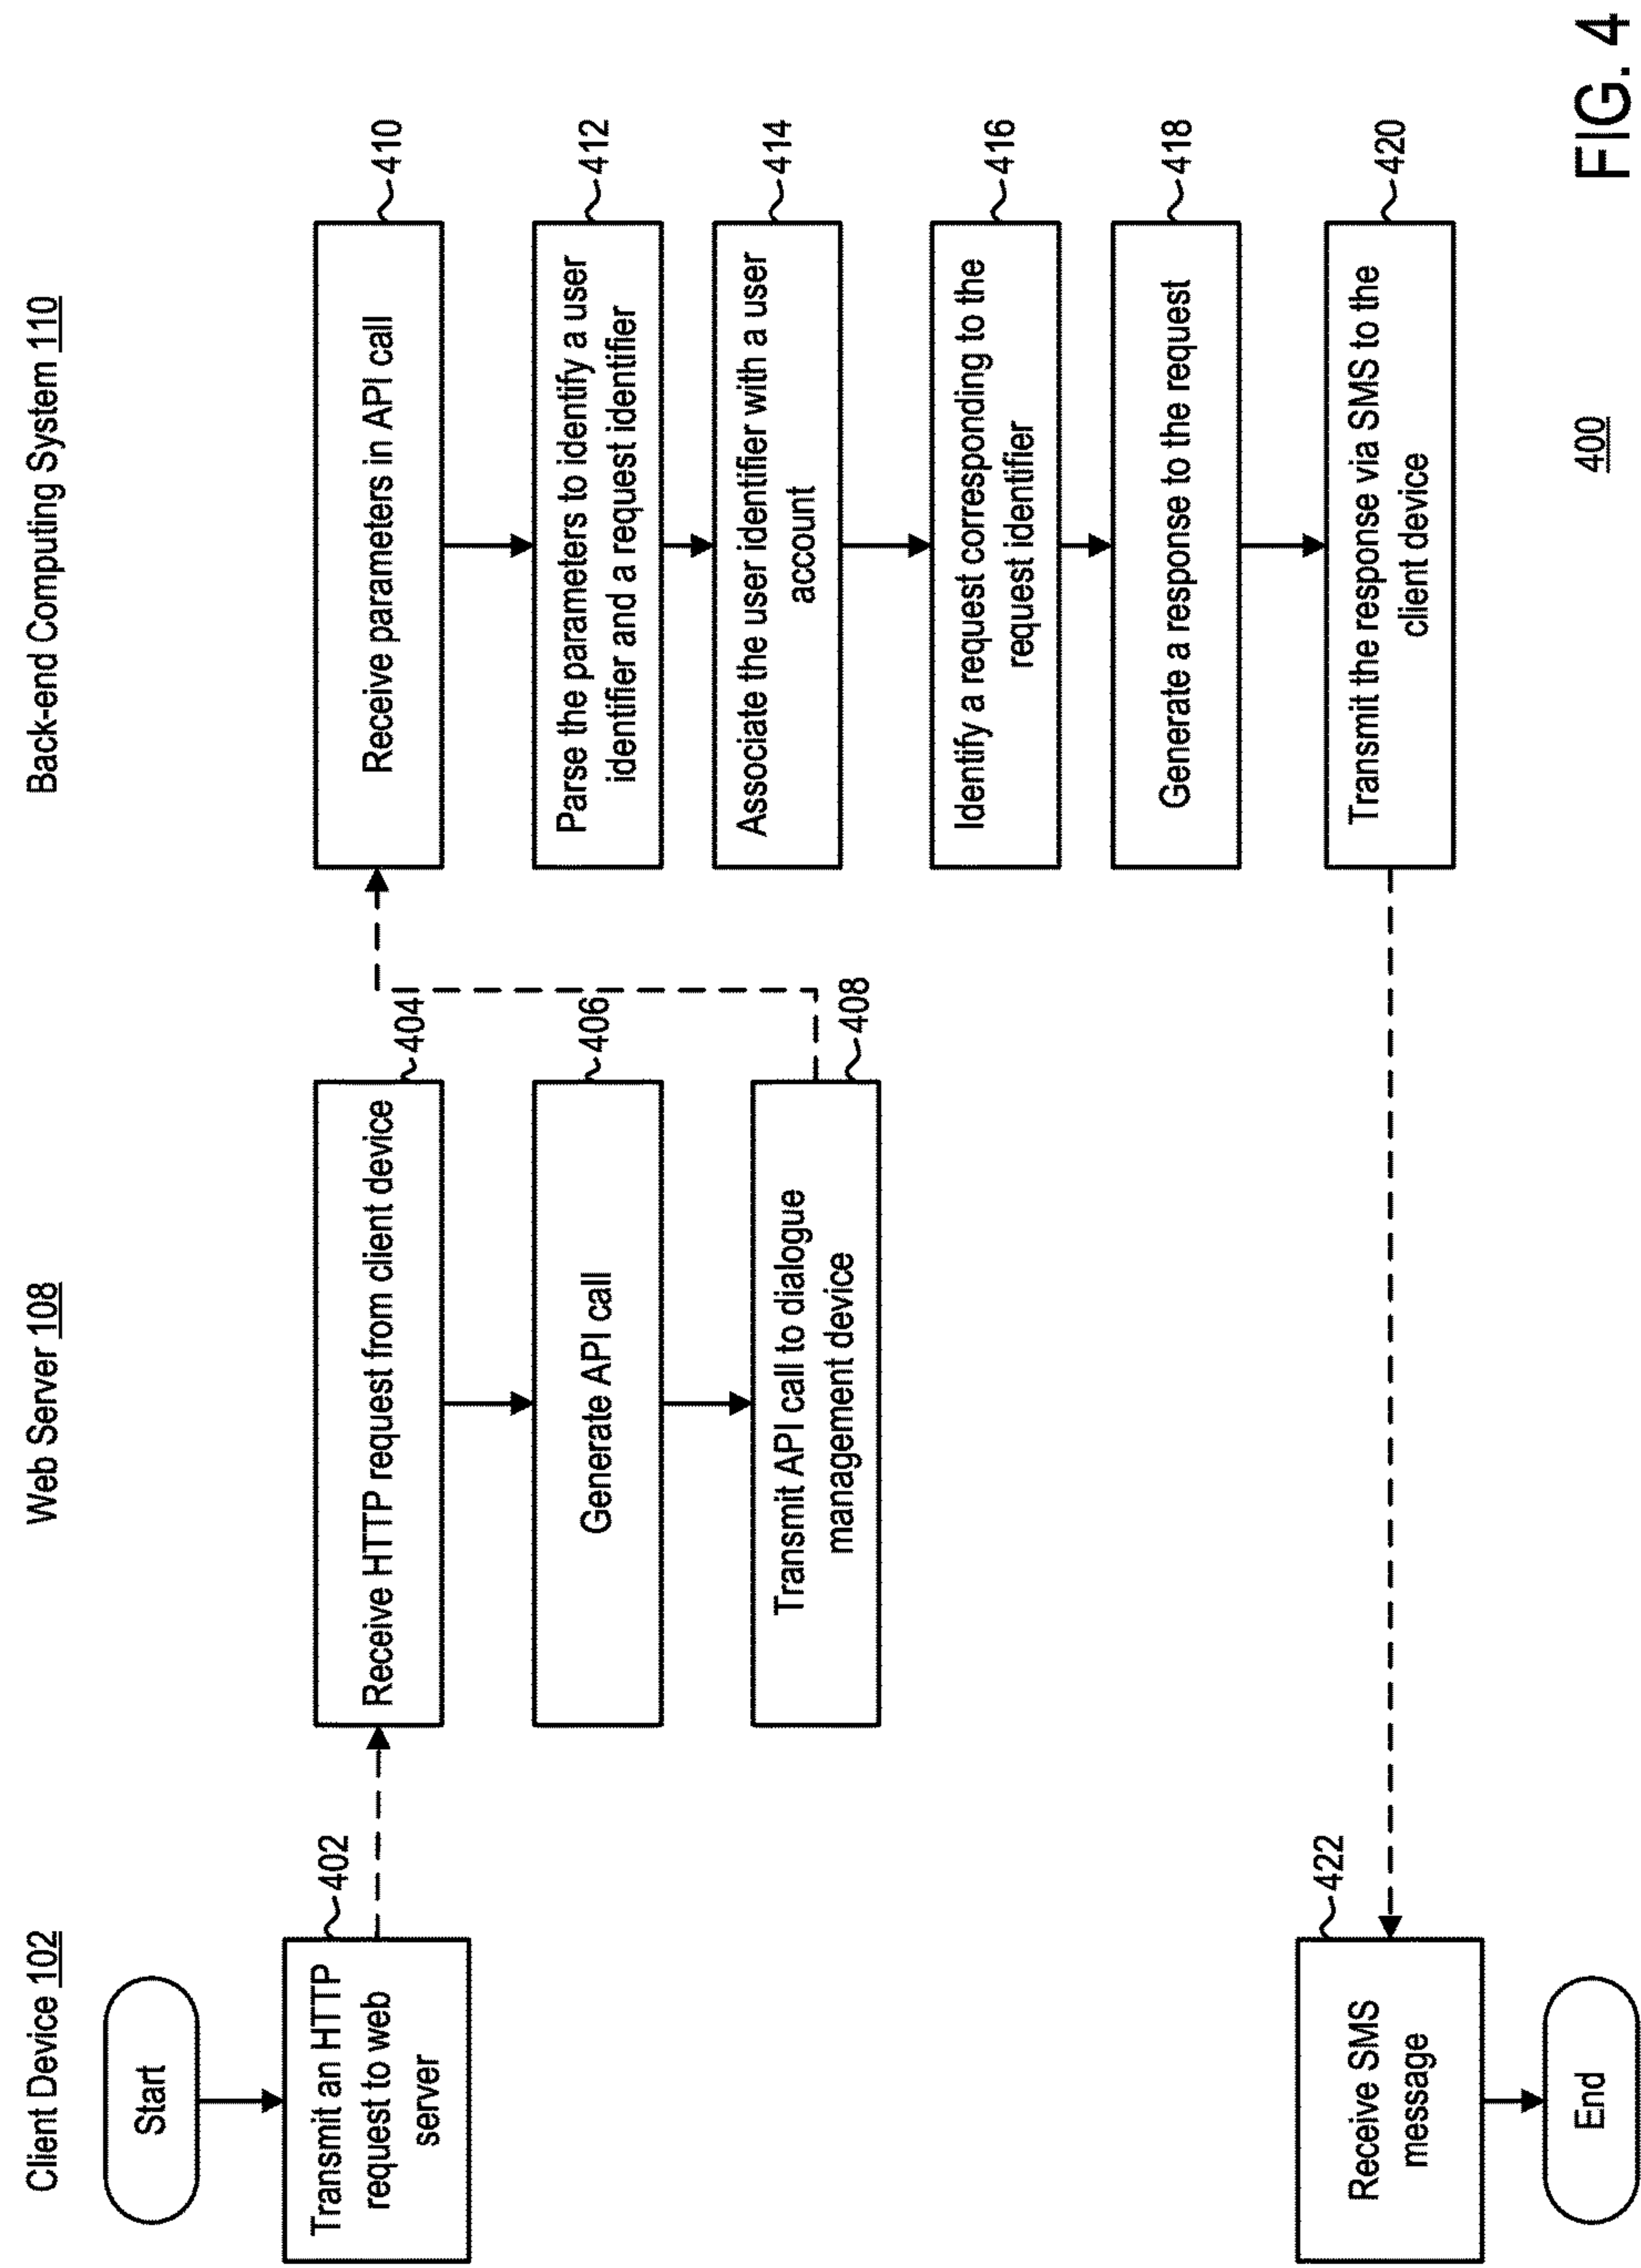 Client Device 102
Web Server 108
Back-end Computing System 110
Start
Transmit an HTTP
request to web
server
402
Receive HTTP request from client device
404
Generate API call
406
Transmit API call to dialogue
management device
408
Receive parameters in API call
410
Parse the parameters to identify a user
identifier and a request identifier
412
Associate the user identifier with a user
account
414
Identify a request corresponding to the
request identifier
416
Generate a response to the request
418
Transmit the response via SMS to the
client device
420
Receive SMS
message
422
End
400
FIG. 4